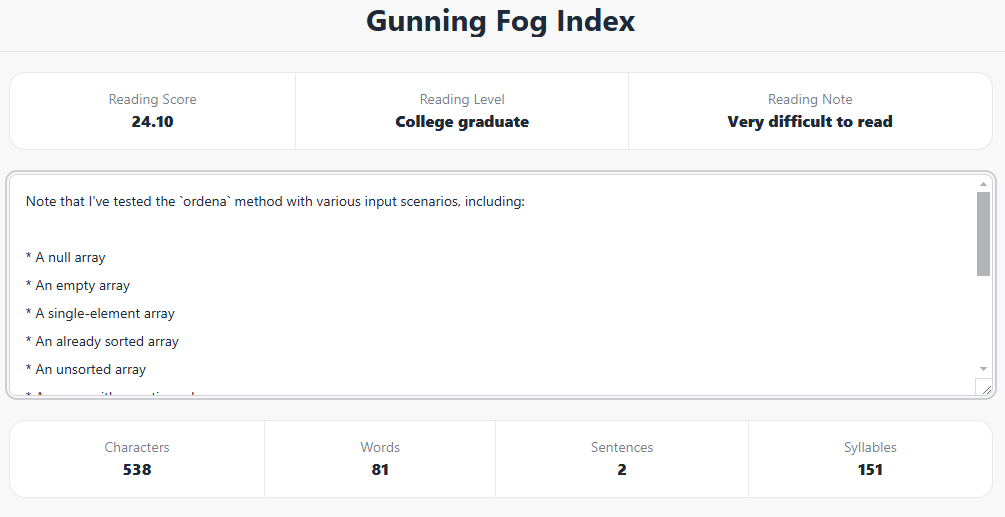 Gunning Fog Index
Reading Score
24.10
Reading Level
College graduate
Reading Note
Very difficult to read
Note that I've tested the `ordena` method with various input scenarios, including:
* A null array
* An empty array
* A single-element array
* An already sorted array
* An unsorted array
Characters
538
Words
81
Sentences
2
Syllables
151